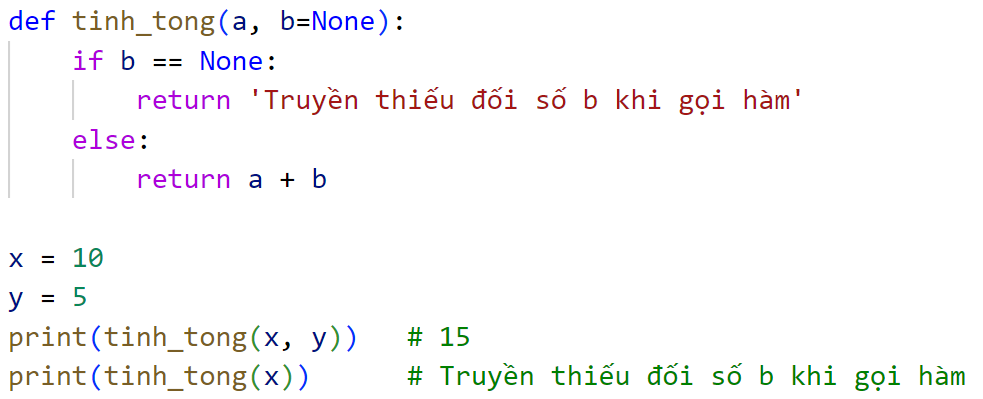 def tinh_tong(a, b=None):
    if b == None:
        return 'Truyền thiếu đối số b khi gọi hàm'
    else:
        return a + b

x = 10
y = 5
print(tinh_tong(x, y))   # 15
print(tinh_tong(x))      # Truyền thiếu đối số b khi gọi hàm